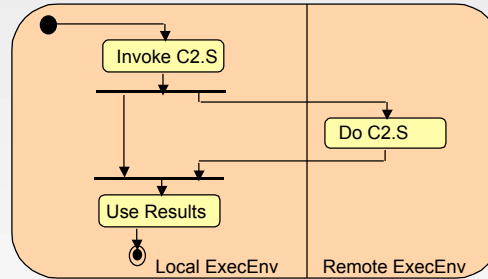 Invoke C2.S
Do C2.S
Use Results
Local ExecEnv
Remote ExecEnv